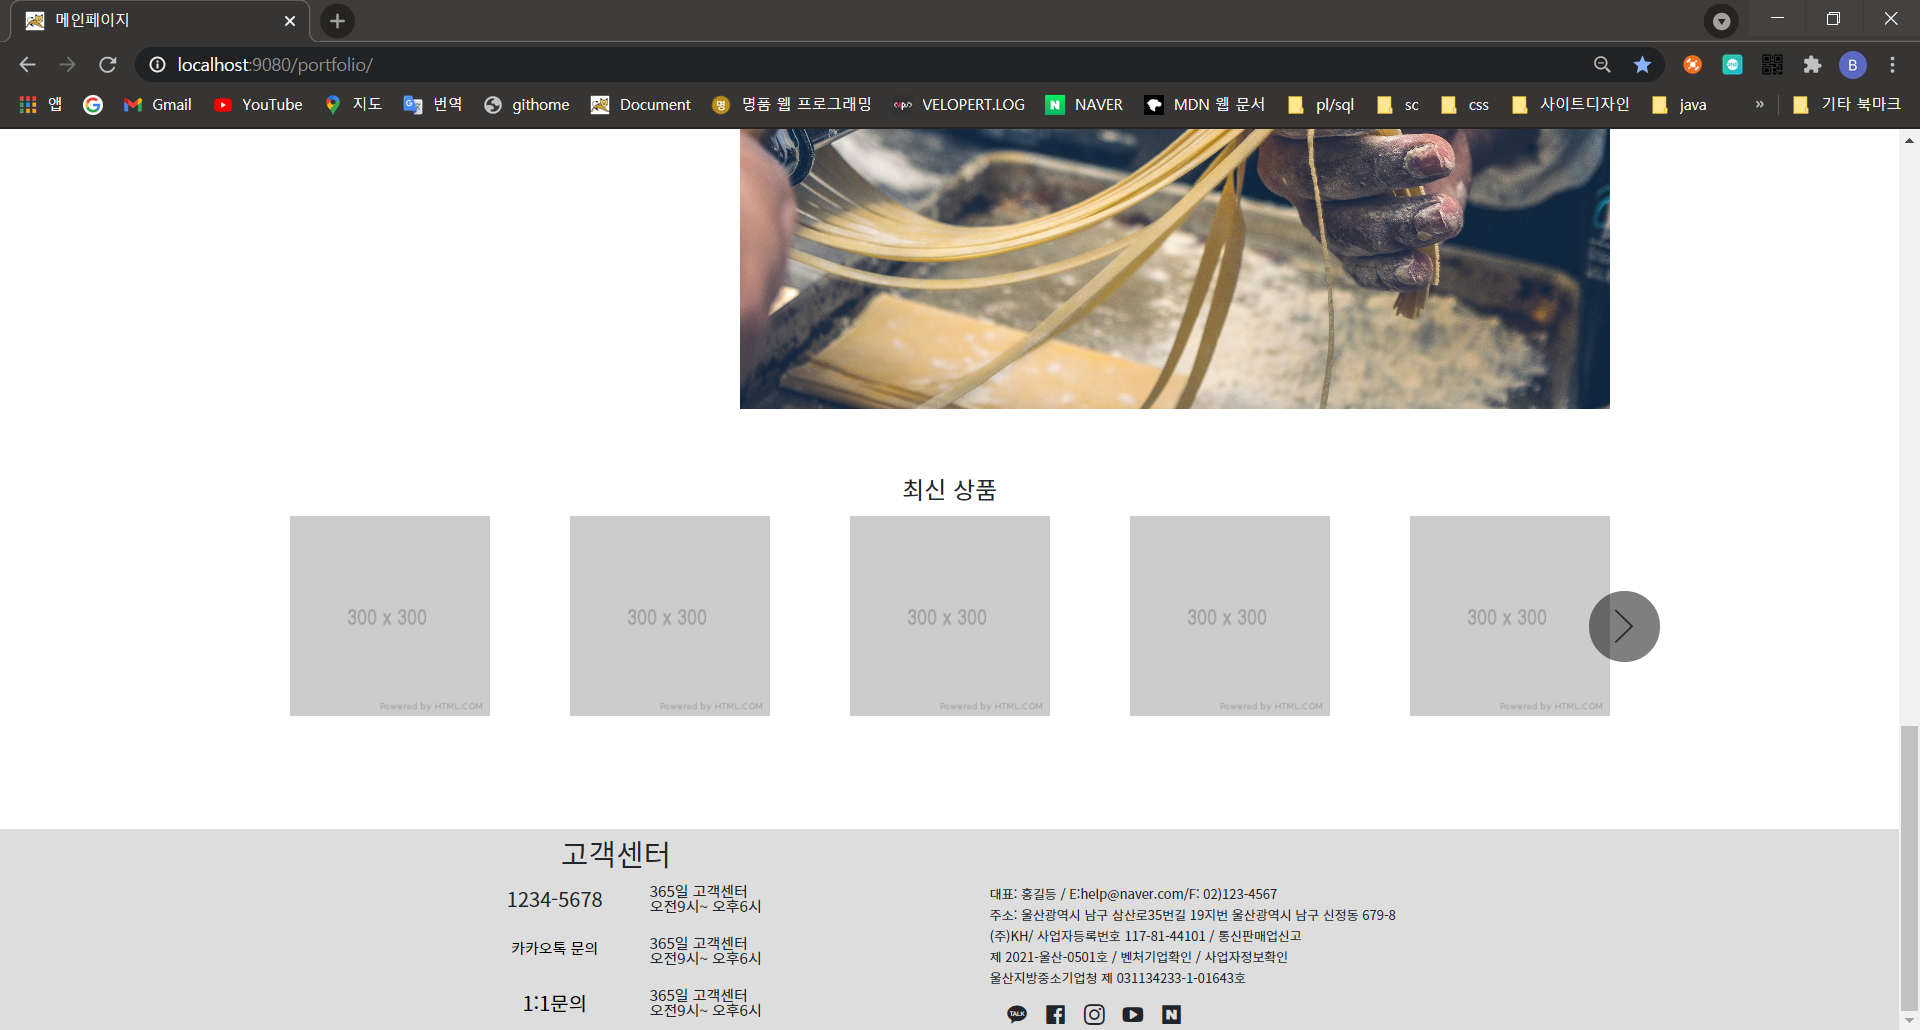 메인페이지
localhost:9080/portfolio/
B
앱 Gmail YouTube 지도 번역 githome Document 명 명품 웹 프로그래밍 VELOPERT.LOG N NAVER MDN 웹 문서 pl/sql sc css 사이트디자인 java » 기타 북마크
최신 상품
300 x 300 300 x 300 300 x 300 300 x 300 300 x 300
Powered by HTML.COM Powered by HTML.COM Powered by HTML.COM Powered by HTML.COM Powered by HTML.COM
고객센터
1234-5678
365일 고객센터
오전9시~ 오후6시
카카오톡 문의
365일 고객센터
오전9시~ 오후6시
1:1문의
365일 고객센터
오전9시~ 오후6시
대표: 홍길등 / E:help@naver.com/F: 02)123-4567
주소: 울산광역시 남구 삼산로35번길 19지번 울산광역시 남구 신정동 679-8
(주)KH/ 사업자등록번호 117-81-44101 / 통신판매업신고
제 2021-울산-0501호 / 벤처기업확인 / 사업자정보확인
울산지방중소기업청 제 031134233-1-01643호
TALK N